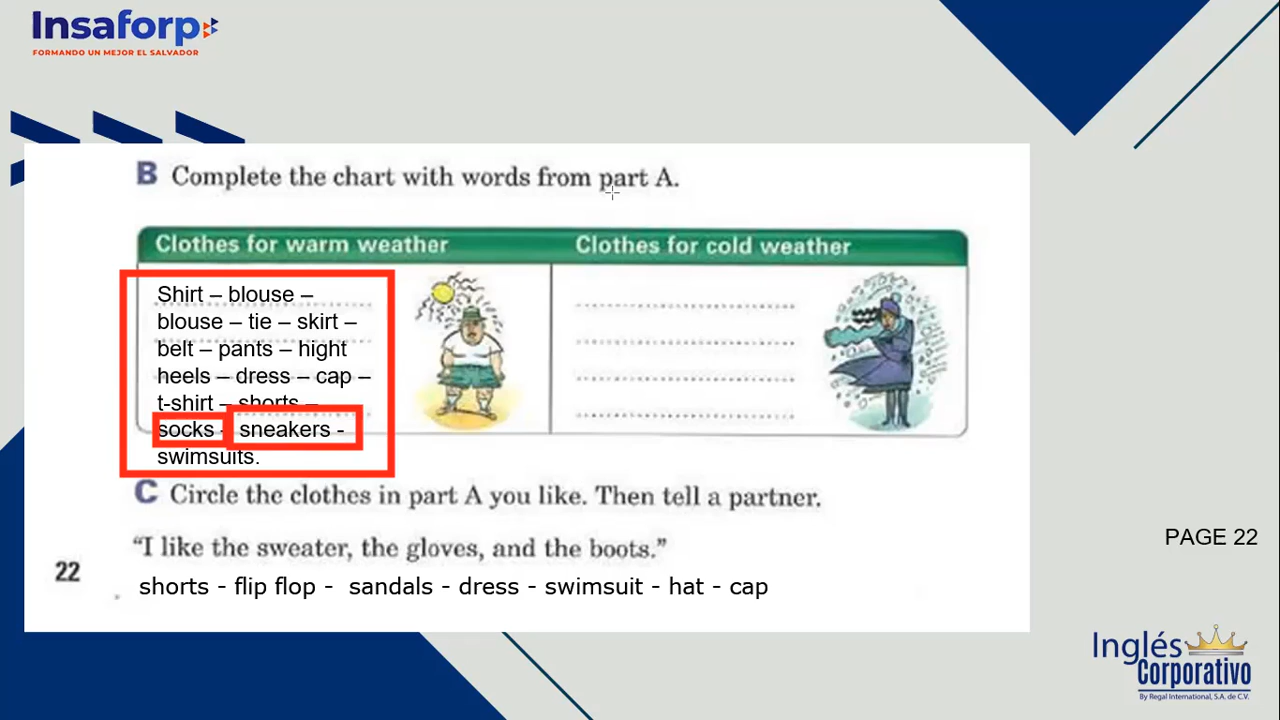 Insaforp
FORMANDO UN MEJOR EL SALVADOR
B Complete the chart with words from part A.
Clothes for warm weather
Clothes for cold weather
Shirt – blouse –
blouse – tie – skirt –
belt – pants – hight
heels – dress – cap –
t-shirt – shorts –
socks - sneakers -
swimsuits.
C Circle the clothes in part A you like. Then tell a partner.
“I like the sweater, the gloves, and the boots.”
22
shorts - flip flop - sandals - dress - swimsuit - hat - cap
PAGE 22
Inglés
Corporativo
By Regal International, S.A. de C.V.